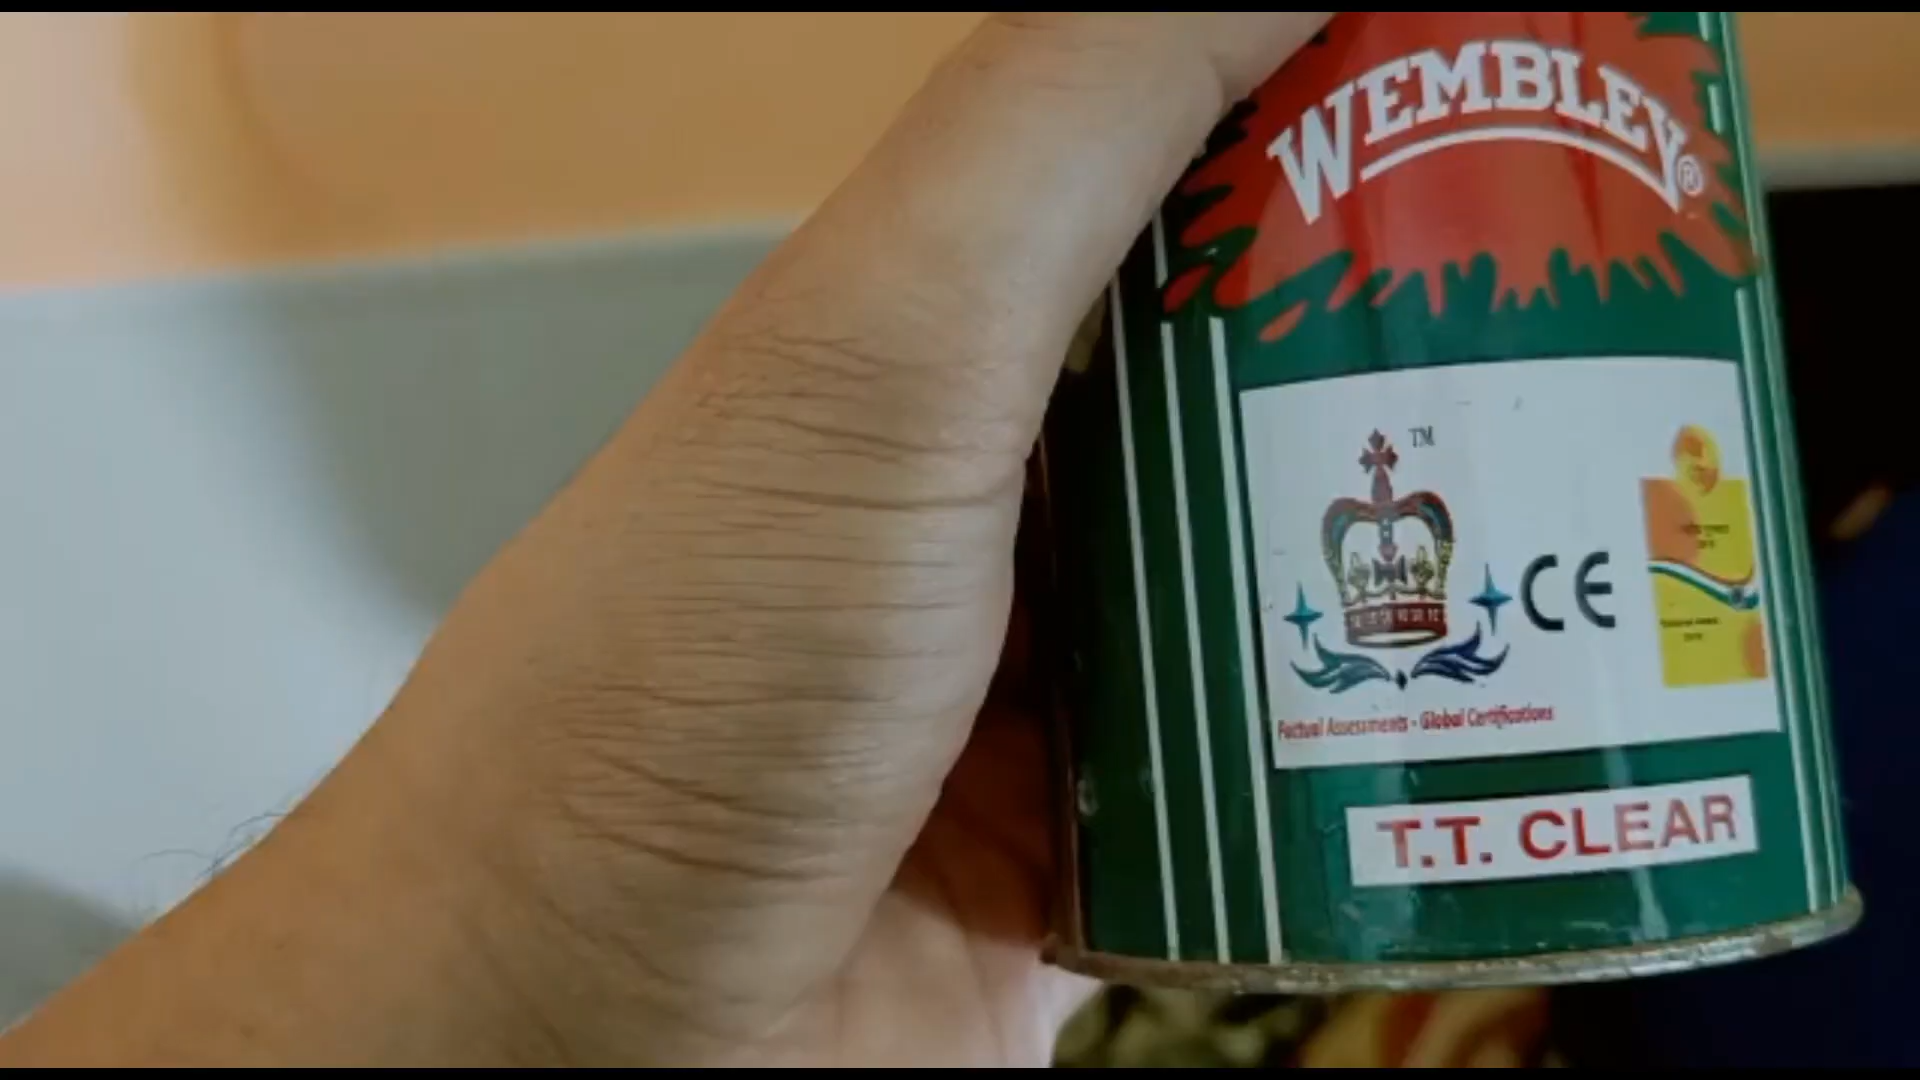 WEMBLEY®
TM
CE
Factual Assessments - Global Certifications
T.T. CLEAR